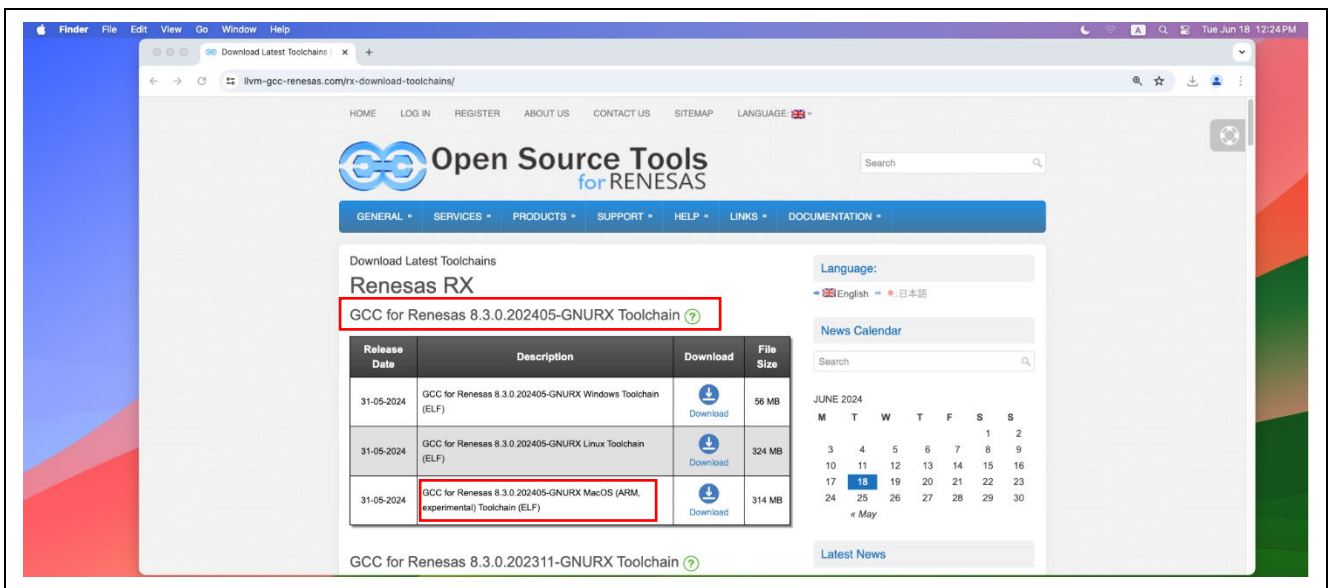 Finder File Edit View Go Window Help
A Tue Jun 18 12:24PM
Download Latest Toolchains
llvm-gcc-renesas.com/rx-download-toolchains/
HOME LOG IN REGISTER ABOUT US CONTACT US SITEMAP LANGUAGE:
Open Source Tools
for RENESAS
Search
GENERAL SERVICES PRODUCTS SUPPORT HELP LINKS DOCUMENTATION
Download Latest Toolchains
Renesas RX
GCC for Renesas 8.3.0.202405-GNURX Toolchain ?
Release Date Description Download File Size
31-05-2024 GCC for Renesas 8.3.0.202405-GNURX Windows Toolchain (ELF) Download 56 MB
31-05-2024 GCC for Renesas 8.3.0.202405-GNURX Linux Toolchain (ELF) Download 324 MB
31-05-2024 GCC for Renesas 8.3.0.202405-GNURX MacOS (ARM, experimental) Toolchain (ELF) Download 314 MB
GCC for Renesas 8.3.0.202311-GNURX Toolchain ?
Language:
English 日本語
News Calendar
Search
JUNE 2024
M T W T F S S
1 2
3 4 5 6 7 8 9
10 11 12 13 14 15 16
17 18 19 20 21 22 23
24 25 26 27 28 29 30
« May
Latest News